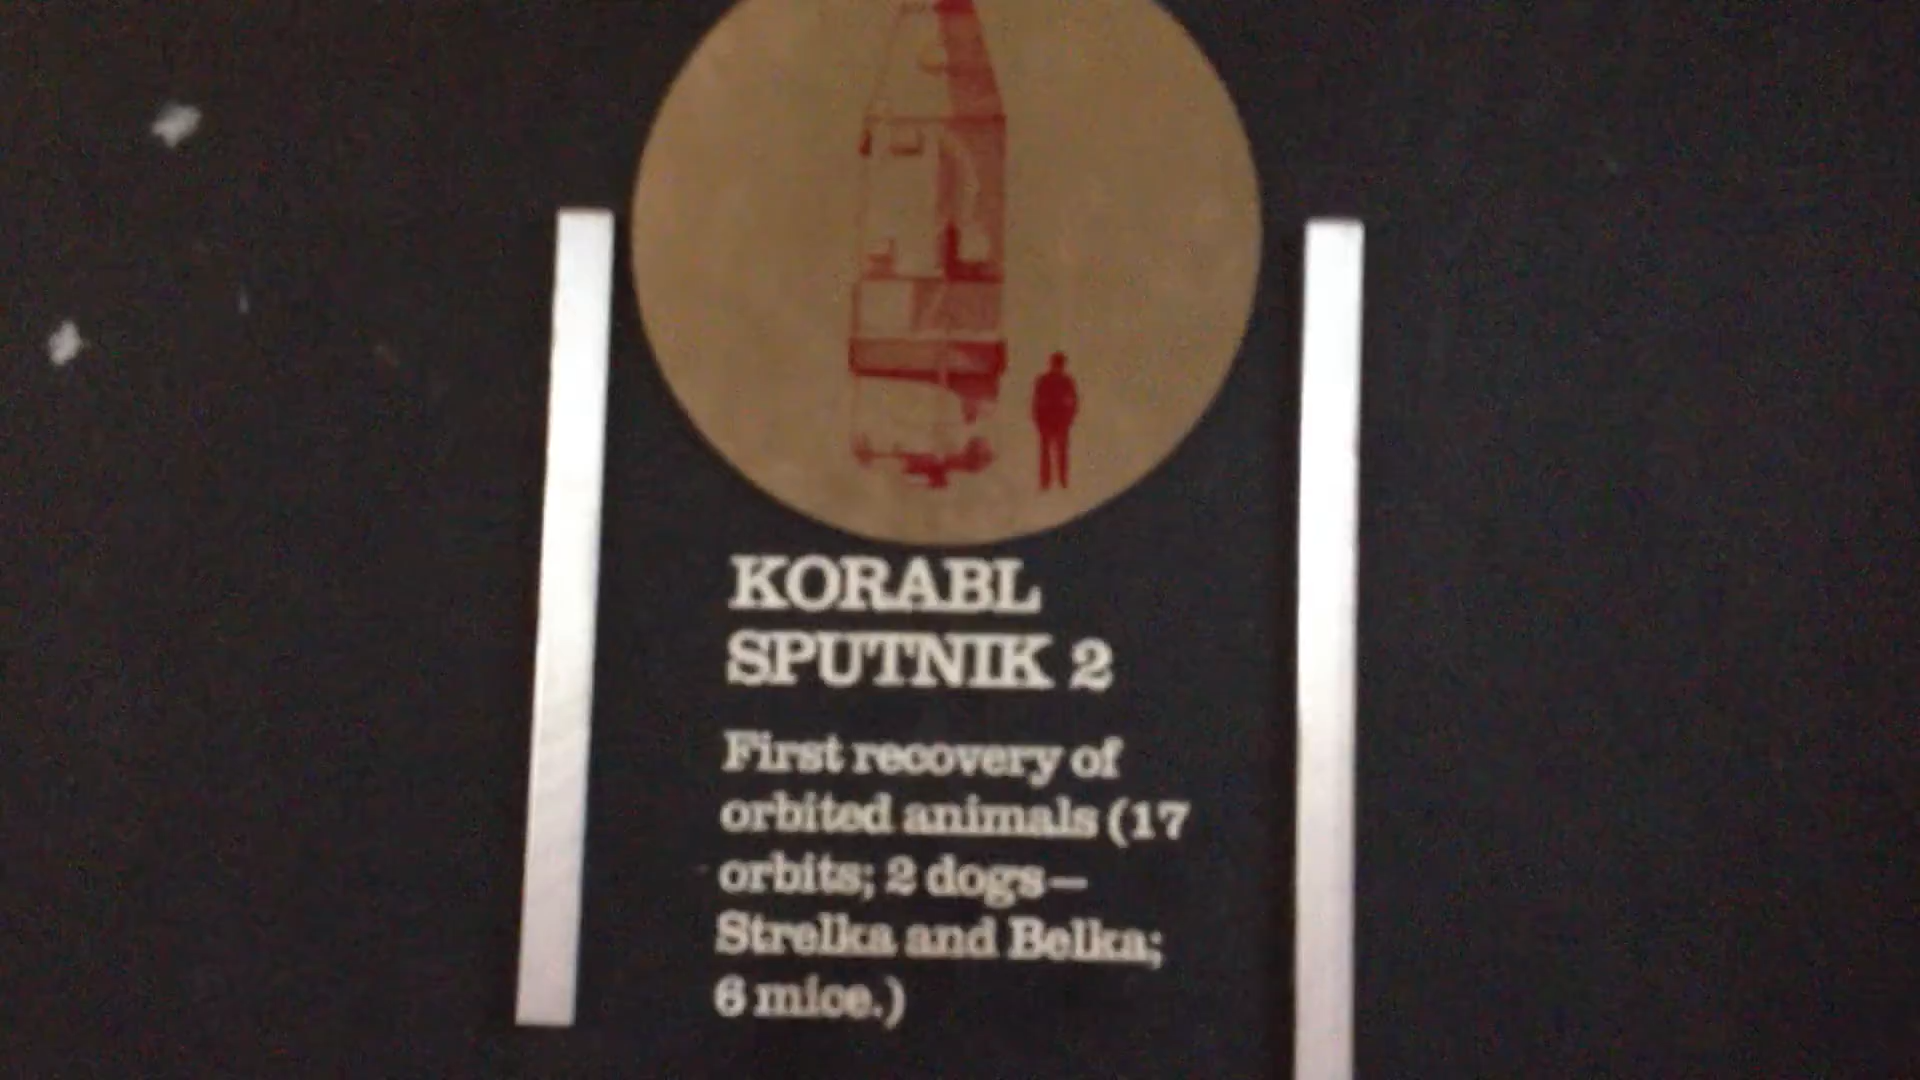 KORABL
SPUTNIK 2
First recovery of
orbited animals (17
orbits; 2 dogs—
Strelka and Belka;
6 mice.)